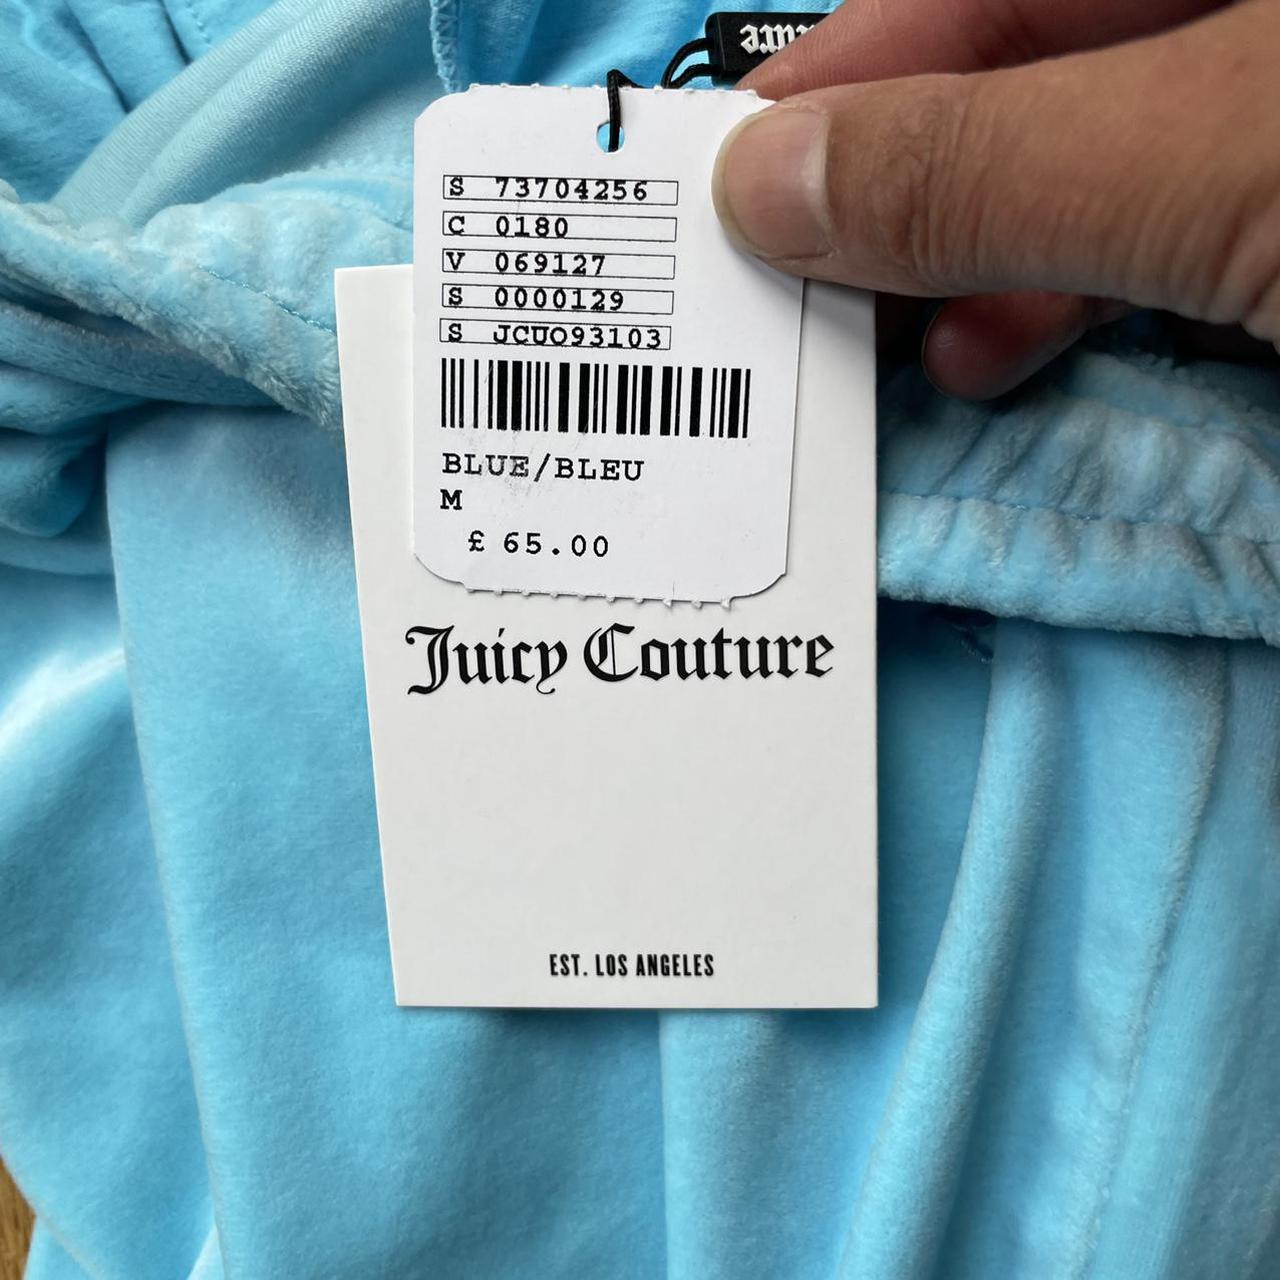 S 73704256
C 0180
V 069127
S 0000129
S JCUO93103
BLUE/BLEU
M
£ 65.00
Juicy Couture
EST. LOS ANGELES